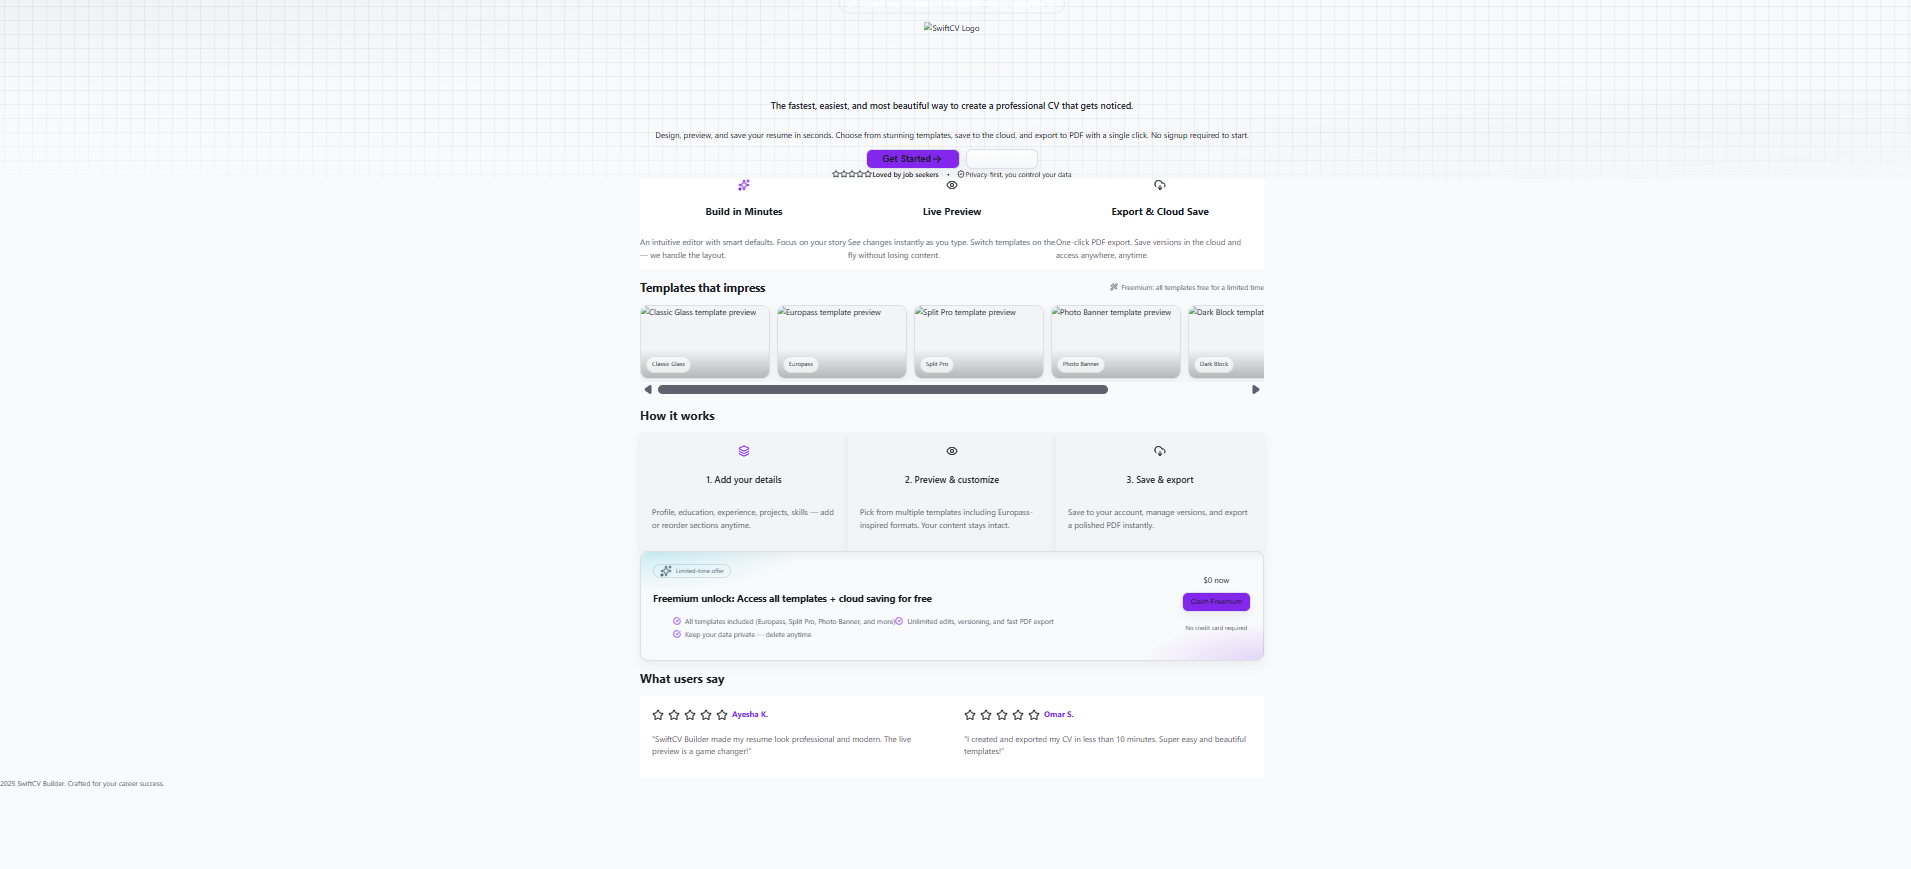 SwiftCV Logo
The fastest, easiest, and most beautiful way to create a professional CV that gets noticed.
Design, preview, and save your resume in seconds. Choose from stunning templates, save to the cloud, and export to PDF with a single click. No signup required to start.
Get Started
Loved by job seekers • Privacy-first, you control your data
Build in Minutes
An intuitive editor with smart defaults. Focus on your story
— we handle the layout.
Live Preview
See changes instantly as you type. Switch templates on the
fly without losing content.
Export & Cloud Save
One-click PDF export. Save versions in the cloud and
access anywhere, anytime.
Templates that impress
Freemium: all templates free for a limited time
Classic Glass template preview
Classic Glass
Europass template preview
Europass
Split Pro template preview
Split Pro
Photo Banner template preview
Photo Banner
Dark Block templat
Dark Block
How it works
1. Add your details
Profile, education, experience, projects, skills — add
or reorder sections anytime.
2. Preview & customize
Pick from multiple templates including Europass-
inspired formats. Your content stays intact.
3. Save & export
Save to your account, manage versions, and export
a polished PDF instantly.
Limited-time offer
Freemium unlock: Access all templates + cloud saving for free
All templates included (Europass, Split Pro, Photo Banner, and more)
Unlimited edits, versioning, and fast PDF export
Keep your data private — delete anytime
$0 now
Claim Freemium
No credit card required
What users say
Ayesha K.
"SwiftCV Builder made my resume look professional and modern. The live
preview is a game changer!"
Omar S.
"I created and exported my CV in less than 10 minutes. Super easy and beautiful
templates!"
2025 SwiftCV Builder. Crafted for your career success.